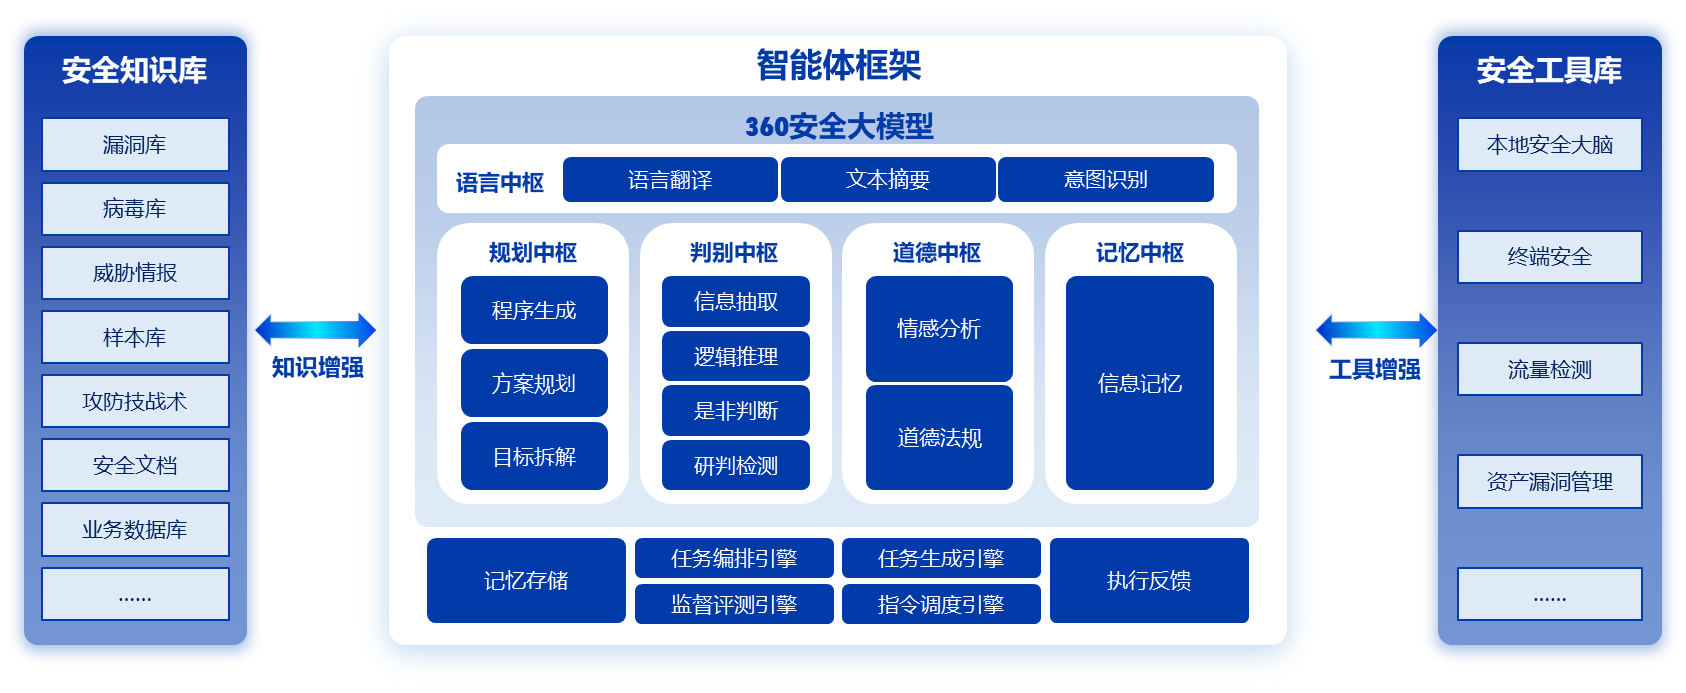 安全知识库
漏洞库
病毒库
威胁情报
样本库
攻防技战术
安全文档
业务数据库
......
知识增强
智能体框架
360安全大模型
语言中枢
语言翻译
文本摘要
意图识别
规划中枢
程序生成
方案规划
目标拆解
判别中枢
信息抽取
逻辑推理
是非判断
研判检测
道德中枢
情感分析
道德法规
记忆中枢
信息记忆
记忆存储
任务编排引擎
监督评测引擎
任务生成引擎
指令调度引擎
执行反馈
工具增强
安全工具库
本地安全大脑
终端安全
流量检测
资产漏洞管理
......